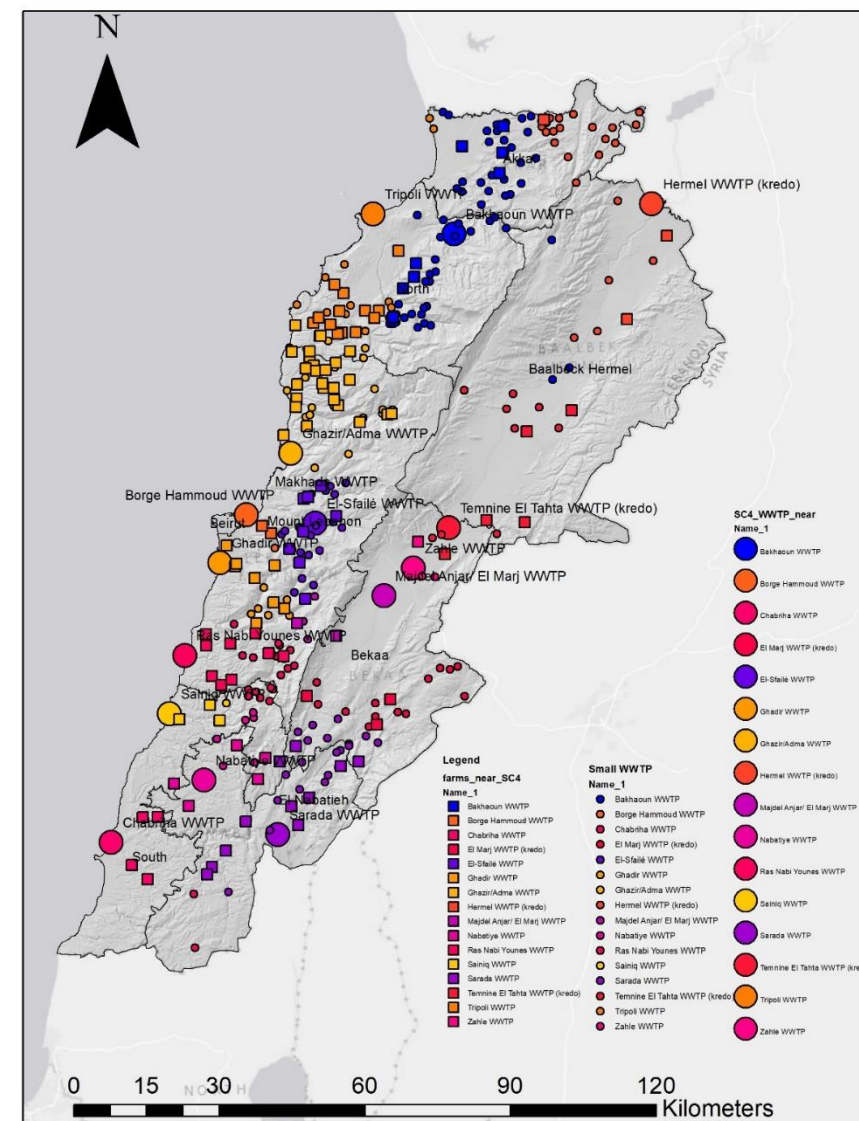 N
Akkar
Hermel WWTP (kredo)
Tripoli WWTP
Bakhaoun WWTP
North
BAALBEK
LEBANON
SYRIA
Baalbeck Hermel
Ghazir/Adma WWTP
Borge Hammoud WWTP
El-Sfailé WWTP
Temnine El Tahta WWTP (kredo)
Beirut
Ghadir WWTP
Zahle WWTP
Majdel Anjar/ El Marj WWTP
Ras Nabi Younes WWTP
Bekaa
BEKAA
Sainiq WWTP
Nabatiye WWTP
El Nabatieh
Sarada WWTP
Chabriha WWTP
South
SC4_WWTP_near
Name_1
Bakhaoun WWTP
Borge Hammoud WWTP
Chabriha WWTP
El Marj WWTP (kredo)
El-Sfailé WWTP
Ghadir WWTP
Ghazir/Adma WWTP
Hermel WWTP (kredo)
Majdel Anjar/ El Marj WWTP
Nabatiye WWTP
Ras Nabi Younes WWTP
Sainiq WWTP
Sarada WWTP
Temnine El Tahta WWTP (kre
Tripoli WWTP
Zahle WWTP
Legend
farms_near_SC4
Name_1
Bakhaoun WWTP
Borge Hammoud WWTP
Chabriha WWTP
El Marj WWTP (kredo)
El-Sfailé WWTP
Ghadir WWTP
Ghazir/Adma WWTP
Hermel WWTP (kredo)
Majdel Anjar/ El Marj WWTP
Nabatiye WWTP
Ras Nabi Younes WWTP
Sainiq WWTP
Sarada WWTP
Temnine El Tahta WWTP (kredo)
Tripoli WWTP
Zahle WWTP
Small WWTP
Name_1
Bakhaoun WWTP
Borge Hammoud WWTP
Chabriha WWTP
El Marj WWTP (kredo)
El-Sfailé WWTP
Ghadir WWTP
Ghazir/Adma WWTP
Hermel WWTP (kredo)
Majdel Anjar/ El Marj WWTP
Nabatiye WWTP
Ras Nabi Younes WWTP
Sainiq WWTP
Sarada WWTP
Temnine El Tahta WWTP (kredo)
Tripoli WWTP
Zahle WWTP
NORTH
0 15 30 60 90 120
Kilometers